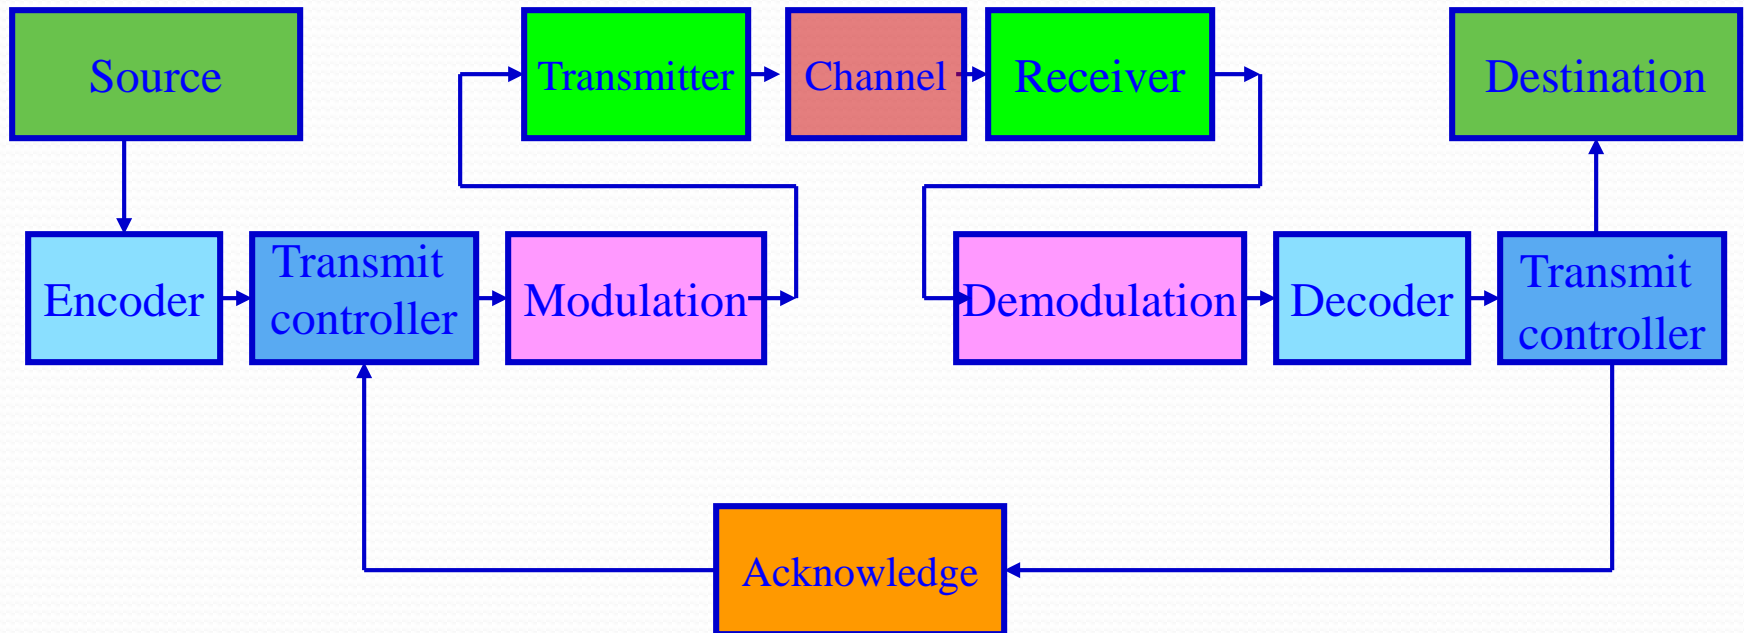 Source
Transmitter
Channel
Receiver
Destination
Encoder
Transmit
controller
Modulation
Demodulation
Decoder
Transmit
controller
Acknowledge